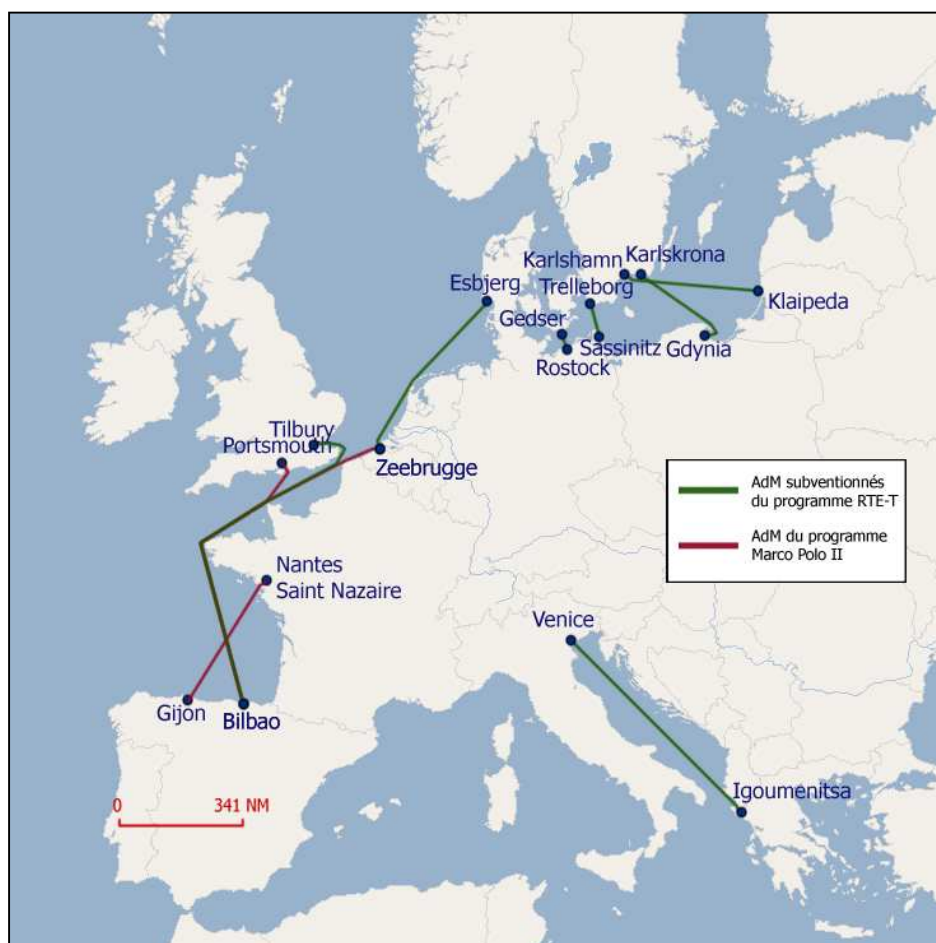 Karlshamn Karlskrona
Esbjerg Trelleborg
Klaipeda
Gedser
Sassinitz Gdynia
Rostock
Tilbury
Portsmouth
Zeebrugge
AdM subventionnés
du programme RTE-T
AdM du programme
Marco Polo II
Nantes
Saint Nazaire
Venice
Gijon
Bilbao
Igoumenitsa
0 341 NM